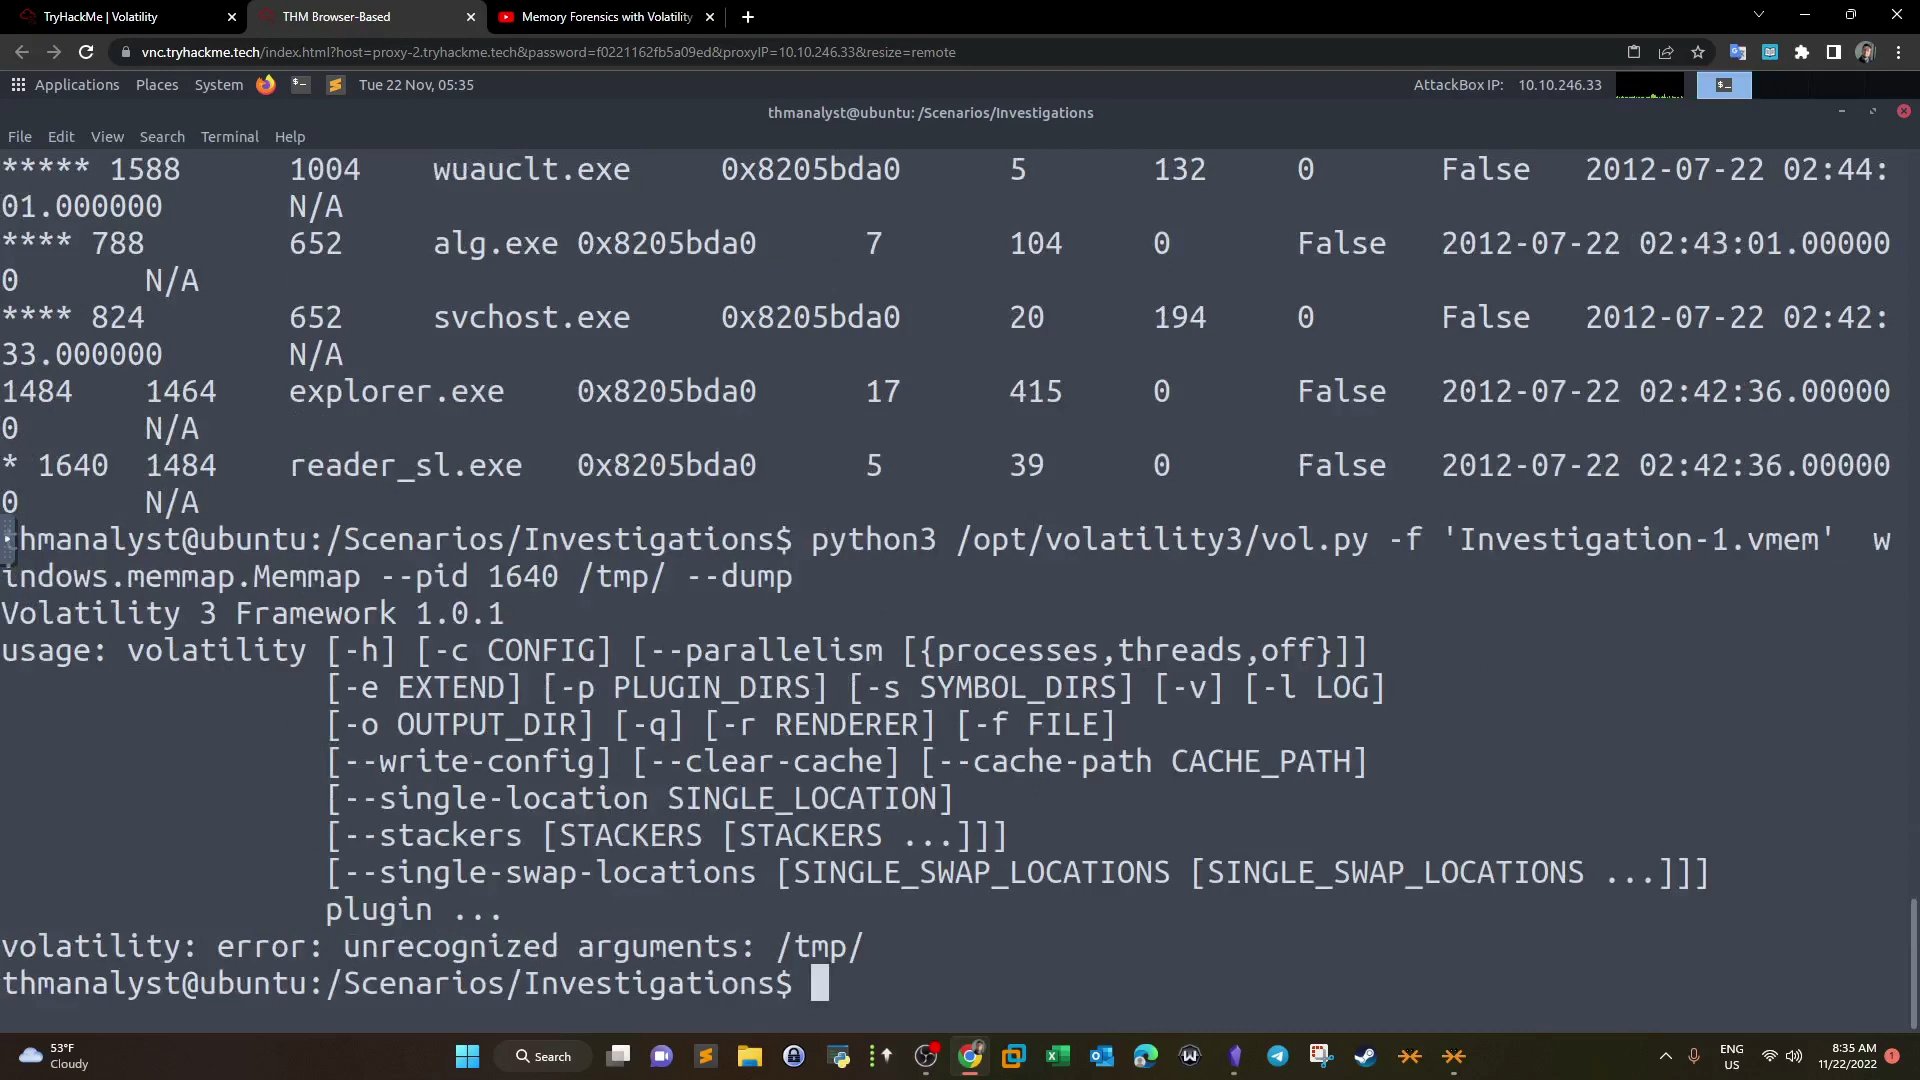 TryHackMe | Volatility
THM Browser-Based
Memory Forensics with Volatility
vnc.tryhackme.tech/index.html?host=proxy-2.tryhackme.tech&password=f0221162fb5a09ed&proxyIP=10.10.246.33&resize=remote
Applications Places System Tue 22 Nov, 05:35 AttackBox IP: 10.10.246.33
thmanalyst@ubuntu: /Scenarios/Investigations
File Edit View Search Terminal Help
***** 1588 1004 wuauclt.exe 0x8205bda0 5 132 0 False 2012-07-22 02:44:
01.000000 N/A
**** 788 652 alg.exe 0x8205bda0 7 104 0 False 2012-07-22 02:43:01.00000
0 N/A
**** 824 652 svchost.exe 0x8205bda0 20 194 0 False 2012-07-22 02:42:
33.000000 N/A
1484 1464 explorer.exe 0x8205bda0 17 415 0 False 2012-07-22 02:42:36.00000
0 N/A
* 1640 1484 reader_sl.exe 0x8205bda0 5 39 0 False 2012-07-22 02:42:36.00000
0 N/A
thmanalyst@ubuntu:/Scenarios/Investigations$ python3 /opt/volatility3/vol.py -f 'Investigation-1.vmem' w
indows.memmap.Memmap --pid 1640 /tmp/ --dump
Volatility 3 Framework 1.0.1
usage: volatility [-h] [-c CONFIG] [--parallelism [{processes,threads,off}]]
[-e EXTEND] [-p PLUGIN_DIRS] [-s SYMBOL_DIRS] [-v] [-l LOG]
[-o OUTPUT_DIR] [-q] [-r RENDERER] [-f FILE]
[--write-config] [--clear-cache] [--cache-path CACHE_PATH]
[--single-location SINGLE_LOCATION]
[--stackers [STACKERS [STACKERS ...]]]
[--single-swap-locations [SINGLE_SWAP_LOCATIONS [SINGLE_SWAP_LOCATIONS ...]]]
plugin ...
volatility: error: unrecognized arguments: /tmp/
thmanalyst@ubuntu:/Scenarios/Investigations$
53°F
Cloudy
Search
ENG
US
8:35 AM
11/22/2022
1